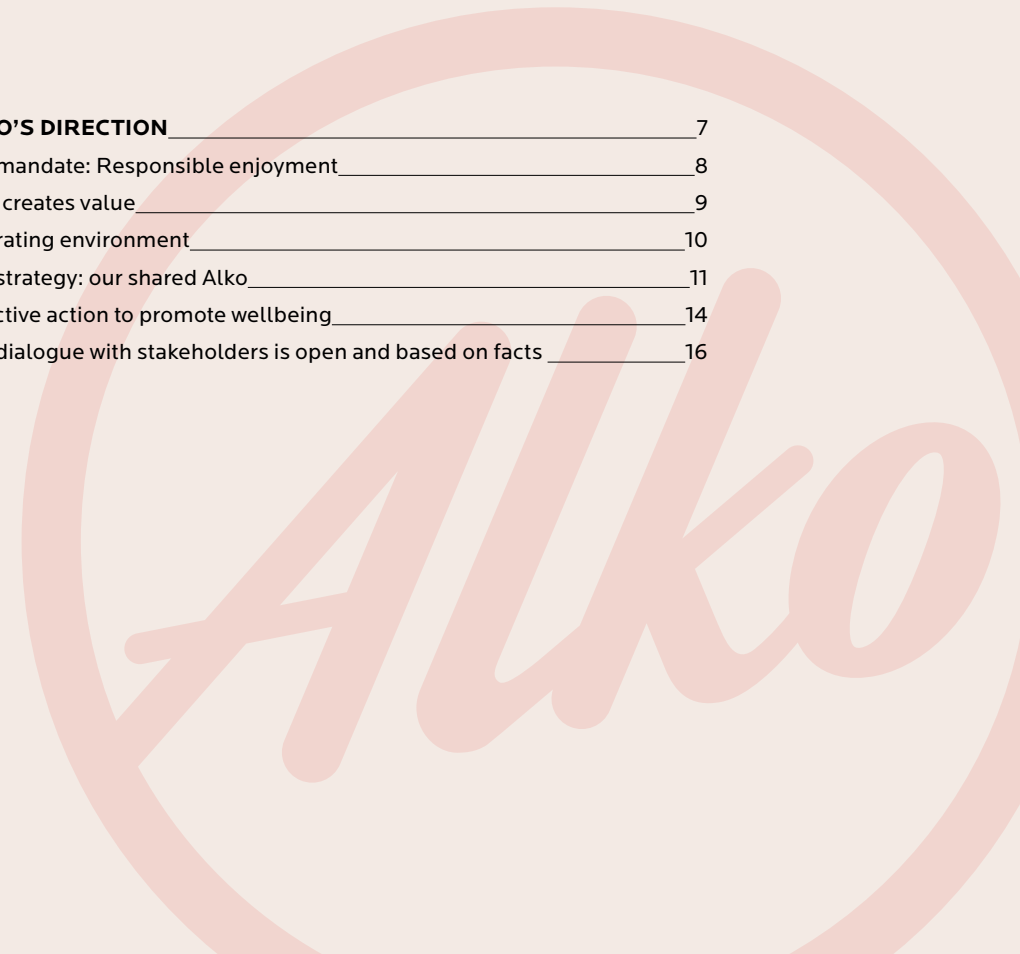 O’S DIRECTION 7
mandate: Responsible enjoyment 8
creates value 9
rating environment 10
strategy: our shared Alko 11
ctive action to promote wellbeing 14
dialogue with stakeholders is open and based on facts 16
Alko